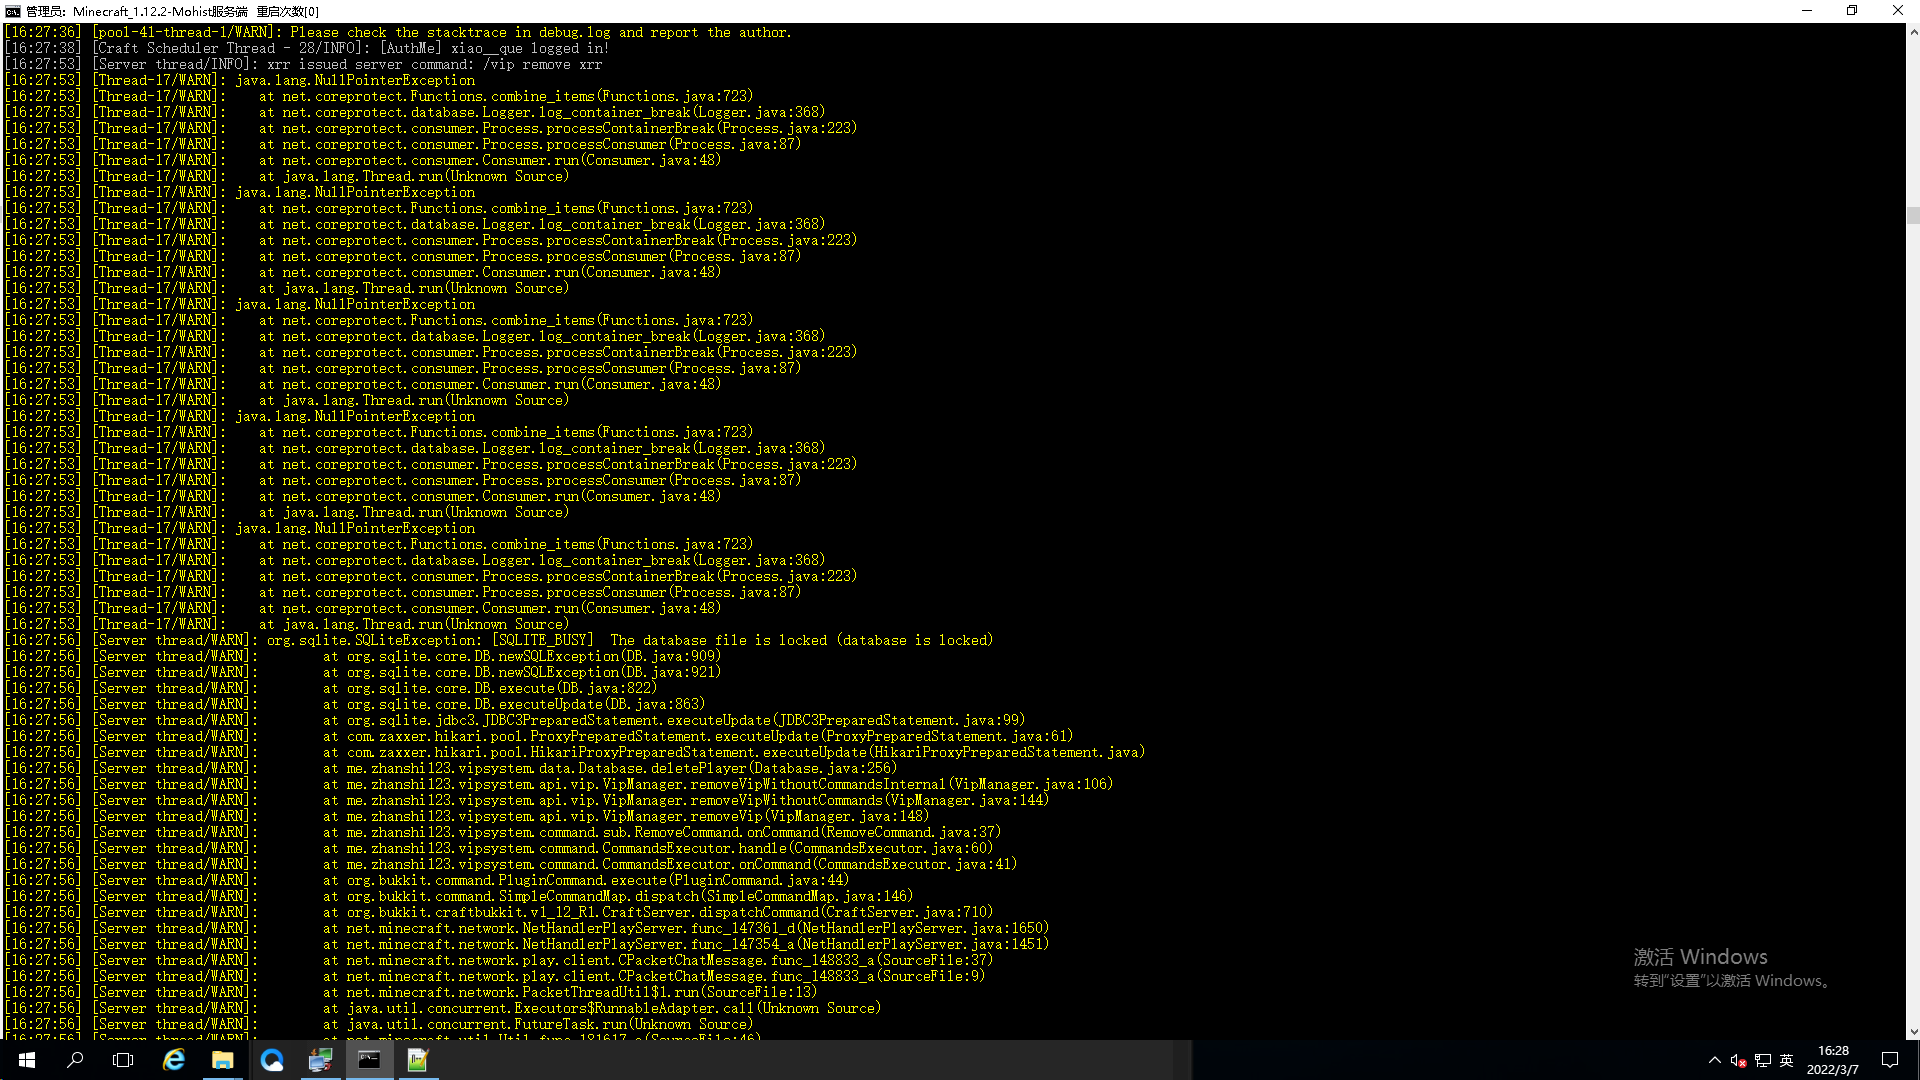 管理员: Minecraft_1.12.2-Mohist服务端 重启次数[0]
[16:27:36] [pool-41-thread-1/WARN]: Please check the stacktrace in debug.log and report the author.
[16:27:38] [Craft Scheduler Thread - 28/INFO]: [AuthMe] xiao__que logged in!
[16:27:53] [Server thread/INFO]: xrr issued server command: /vip remove xrr
[16:27:53] [Thread-17/WARN]: java.lang.NullPointerException
[16:27:53] [Thread-17/WARN]:    at net.coreprotect.Functions.combine_items(Functions.java:723)
[16:27:53] [Thread-17/WARN]:    at net.coreprotect.database.Logger.log_container_break(Logger.java:368)
[16:27:53] [Thread-17/WARN]:    at net.coreprotect.consumer.Process.processContainerBreak(Process.java:223)
[16:27:53] [Thread-17/WARN]:    at net.coreprotect.consumer.Process.processConsumer(Process.java:87)
[16:27:53] [Thread-17/WARN]:    at net.coreprotect.consumer.Consumer.run(Consumer.java:48)
[16:27:53] [Thread-17/WARN]:    at java.lang.Thread.run(Unknown Source)
[16:27:53] [Thread-17/WARN]: java.lang.NullPointerException
[16:27:53] [Thread-17/WARN]:    at net.coreprotect.Functions.combine_items(Functions.java:723)
[16:27:53] [Thread-17/WARN]:    at net.coreprotect.database.Logger.log_container_break(Logger.java:368)
[16:27:53] [Thread-17/WARN]:    at net.coreprotect.consumer.Process.processContainerBreak(Process.java:223)
[16:27:53] [Thread-17/WARN]:    at net.coreprotect.consumer.Process.processConsumer(Process.java:87)
[16:27:53] [Thread-17/WARN]:    at net.coreprotect.consumer.Consumer.run(Consumer.java:48)
[16:27:53] [Thread-17/WARN]:    at java.lang.Thread.run(Unknown Source)
[16:27:53] [Thread-17/WARN]: java.lang.NullPointerException
[16:27:53] [Thread-17/WARN]:    at net.coreprotect.Functions.combine_items(Functions.java:723)
[16:27:53] [Thread-17/WARN]:    at net.coreprotect.database.Logger.log_container_break(Logger.java:368)
[16:27:53] [Thread-17/WARN]:    at net.coreprotect.consumer.Process.processContainerBreak(Process.java:223)
[16:27:53] [Thread-17/WARN]:    at net.coreprotect.consumer.Process.processConsumer(Process.java:87)
[16:27:53] [Thread-17/WARN]:    at net.coreprotect.consumer.Consumer.run(Consumer.java:48)
[16:27:53] [Thread-17/WARN]:    at java.lang.Thread.run(Unknown Source)
[16:27:53] [Thread-17/WARN]: java.lang.NullPointerException
[16:27:53] [Thread-17/WARN]:    at net.coreprotect.Functions.combine_items(Functions.java:723)
[16:27:53] [Thread-17/WARN]:    at net.coreprotect.database.Logger.log_container_break(Logger.java:368)
[16:27:53] [Thread-17/WARN]:    at net.coreprotect.consumer.Process.processContainerBreak(Process.java:223)
[16:27:53] [Thread-17/WARN]:    at net.coreprotect.consumer.Process.processConsumer(Process.java:87)
[16:27:53] [Thread-17/WARN]:    at net.coreprotect.consumer.Consumer.run(Consumer.java:48)
[16:27:53] [Thread-17/WARN]:    at java.lang.Thread.run(Unknown Source)
[16:27:53] [Thread-17/WARN]: java.lang.NullPointerException
[16:27:53] [Thread-17/WARN]:    at net.coreprotect.Functions.combine_items(Functions.java:723)
[16:27:53] [Thread-17/WARN]:    at net.coreprotect.database.Logger.log_container_break(Logger.java:368)
[16:27:53] [Thread-17/WARN]:    at net.coreprotect.consumer.Process.processContainerBreak(Process.java:223)
[16:27:53] [Thread-17/WARN]:    at net.coreprotect.consumer.Process.processConsumer(Process.java:87)
[16:27:53] [Thread-17/WARN]:    at net.coreprotect.consumer.Consumer.run(Consumer.java:48)
[16:27:53] [Thread-17/WARN]:    at java.lang.Thread.run(Unknown Source)
[16:27:56] [Server thread/WARN]: org.sqlite.SQLiteException: [SQLITE_BUSY]  The database file is locked (database is locked)
[16:27:56] [Server thread/WARN]:        at org.sqlite.core.DB.newSQLException(DB.java:909)
[16:27:56] [Server thread/WARN]:        at org.sqlite.core.DB.newSQLException(DB.java:921)
[16:27:56] [Server thread/WARN]:        at org.sqlite.core.DB.execute(DB.java:822)
[16:27:56] [Server thread/WARN]:        at org.sqlite.core.DB.executeUpdate(DB.java:863)
[16:27:56] [Server thread/WARN]:        at org.sqlite.jdbc3.JDBC3PreparedStatement.executeUpdate(JDBC3PreparedStatement.java:99)
[16:27:56] [Server thread/WARN]:        at com.zaxxer.hikari.pool.ProxyPreparedStatement.executeUpdate(ProxyPreparedStatement.java:61)
[16:27:56] [Server thread/WARN]:        at com.zaxxer.hikari.pool.HikariProxyPreparedStatement.executeUpdate(HikariProxyPreparedStatement.java)
[16:27:56] [Server thread/WARN]:        at me.zhanshi123.vipsystem.data.Database.deletePlayer(Database.java:256)
[16:27:56] [Server thread/WARN]:        at me.zhanshi123.vipsystem.api.vip.VipManager.removeVipWithoutCommandsInternal(VipManager.java:106)
[16:27:56] [Server thread/WARN]:        at me.zhanshi123.vipsystem.api.vip.VipManager.removeVipWithoutCommands(VipManager.java:144)
[16:27:56] [Server thread/WARN]:        at me.zhanshi123.vipsystem.api.vip.VipManager.removeVip(VipManager.java:148)
[16:27:56] [Server thread/WARN]:        at me.zhanshi123.vipsystem.command.sub.RemoveCommand.onCommand(RemoveCommand.java:37)
[16:27:56] [Server thread/WARN]:        at me.zhanshi123.vipsystem.command.CommandsExecutor.handle(CommandsExecutor.java:60)
[16:27:56] [Server thread/WARN]:        at me.zhanshi123.vipsystem.command.CommandsExecutor.onCommand(CommandsExecutor.java:41)
[16:27:56] [Server thread/WARN]:        at org.bukkit.command.PluginCommand.execute(PluginCommand.java:44)
[16:27:56] [Server thread/WARN]:        at org.bukkit.command.SimpleCommandMap.dispatch(SimpleCommandMap.java:146)
[16:27:56] [Server thread/WARN]:        at org.bukkit.craftbukkit.v1_12_R1.CraftServer.dispatchCommand(CraftServer.java:710)
[16:27:56] [Server thread/WARN]:        at net.minecraft.network.NetHandlerPlayServer.func_147361_d(NetHandlerPlayServer.java:1650)
[16:27:56] [Server thread/WARN]:        at net.minecraft.network.NetHandlerPlayServer.func_147354_a(NetHandlerPlayServer.java:1451)
[16:27:56] [Server thread/WARN]:        at net.minecraft.network.play.client.CPacketChatMessage.func_148833_a(SourceFile:37)
[16:27:56] [Server thread/WARN]:        at net.minecraft.network.play.client.CPacketChatMessage.func_148833_a(SourceFile:9)
[16:27:56] [Server thread/WARN]:        at net.minecraft.network.PacketThreadUtil$1.run(SourceFile:13)
[16:27:56] [Server thread/WARN]:        at java.util.concurrent.Executors$RunnableAdapter.call(Unknown Source)
[16:27:56] [Server thread/WARN]:        at java.util.concurrent.FutureTask.run(Unknown Source)
[16:27:56] [Server thread/WARN]:        at net.minecraft.util.Util.func_181617_a(SourceFile:46)
激活 Windows
转到“设置”以激活 Windows。
英
16:28
2022/3/7